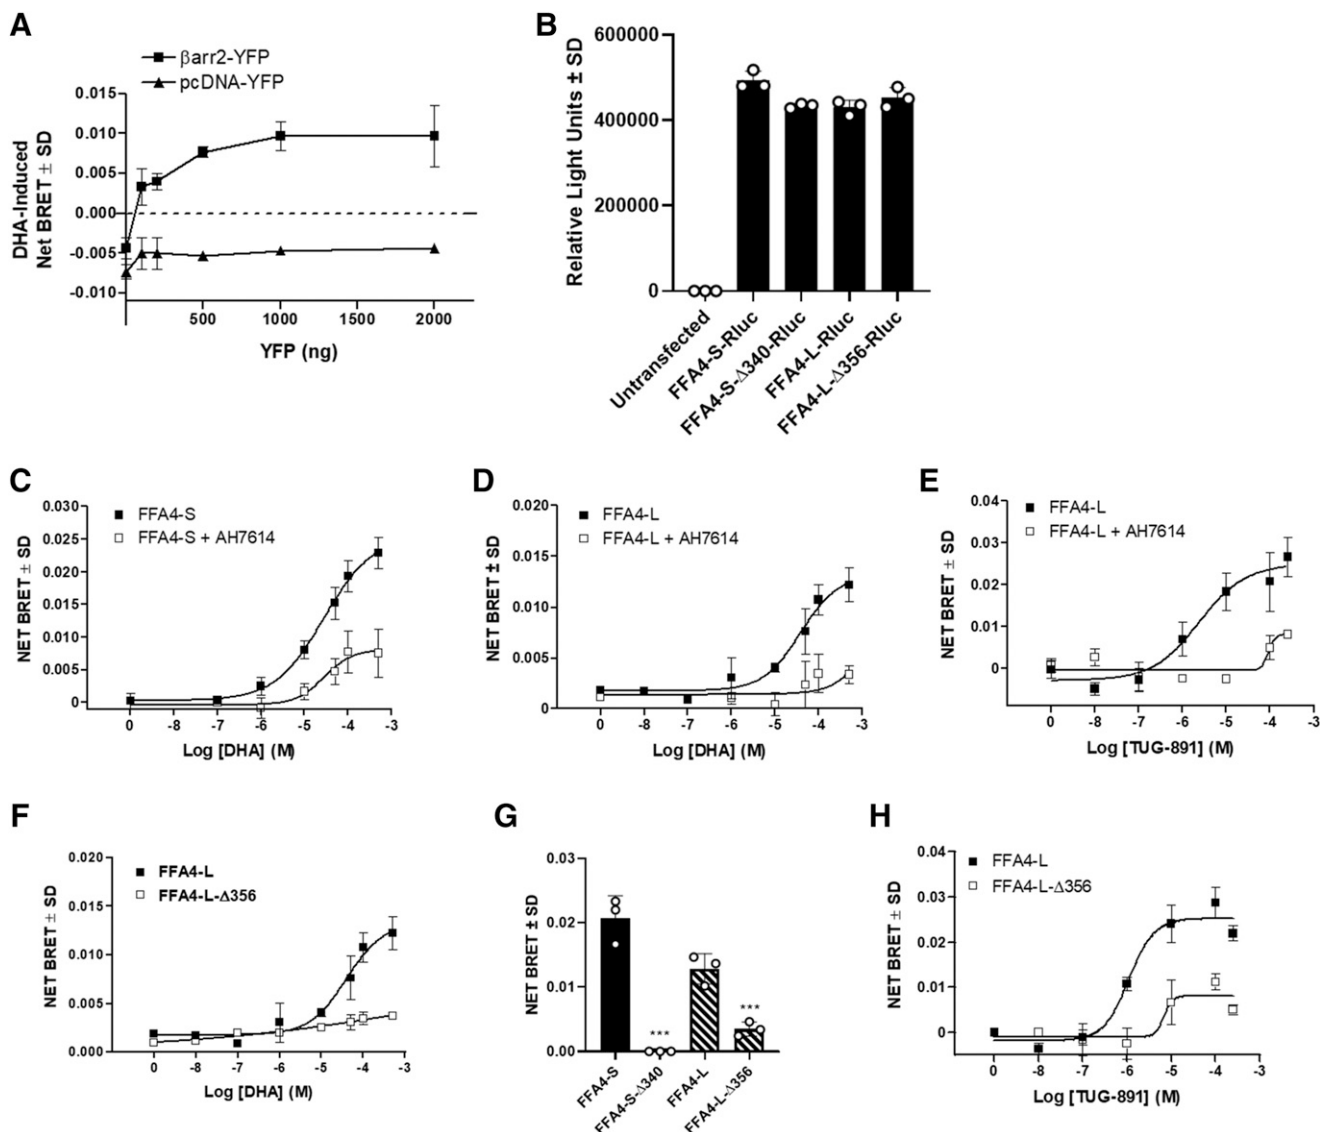 A
βarr2-YFP
pcDNA-YFP
DHA-Induced
Net BRET ± SD
0.015
0.010
0.005
0.000
-0.005
-0.010
500
1000
1500
2000
YFP (ng)
B
Relative Light Units ± SD
600000
400000
200000
0
Untransfected
FFA4-S-Rluc
FFA4-S-Δ340-Rluc
FFA4-L-Rluc
FFA4-L-Δ356-Rluc
C
FFA4-S
FFA4-S + AH7614
NET BRET ± SD
0.030
0.025
0.020
0.015
0.010
0.005
0
0
-8
-7
-6
-5
-4
-3
Log [DHA] (M)
D
FFA4-L
FFA4-L + AH7614
NET BRET ± SD
0.020
0.015
0.010
0.005
0
0
-8
-7
-6
-5
-4
-3
Log [DHA] (M)
E
FFA4-L
FFA4-L + AH7614
NET BRET ± SD
0.04
0.03
0.02
0.01
0
0
-8
-7
-6
-5
-4
-3
Log [TUG-891] (M)
F
FFA4-L
FFA4-L-Δ356
NET BRET ± SD
0.020
0.015
0.010
0.005
0.000
0
-8
-7
-6
-5
-4
-3
Log [DHA] (M)
G
NET BRET ± SD
0.03
0.02
0.01
0.00
***
***
FFA4-S
FFA4-S-Δ340
FFA4-L
FFA4-L-Δ356
H
FFA4-L
FFA4-L-Δ356
NET BRET ± SD
0.04
0.03
0.02
0.01
0
0
-8
-7
-6
-5
-4
-3
Log [TUG-891] (M)